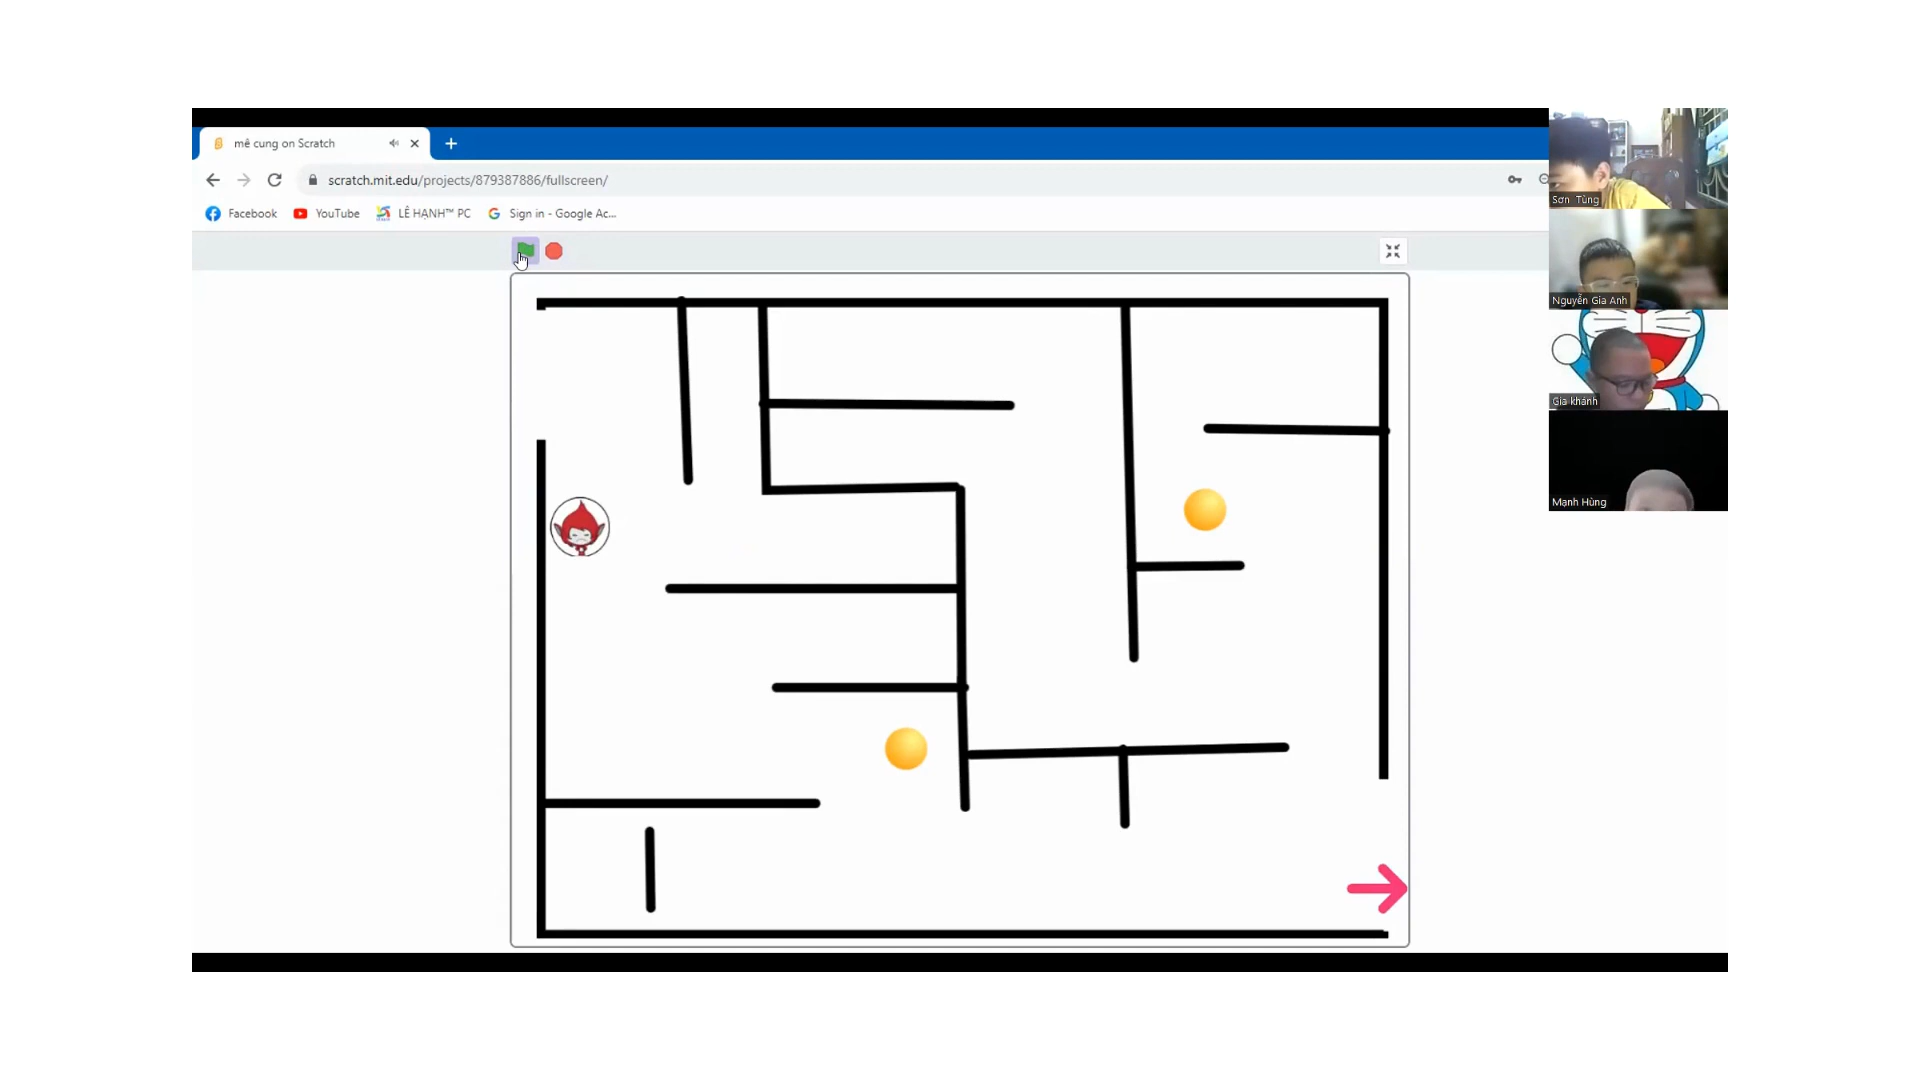 mê cung on Scratch
scratch.mit.edu/projects/879387886/fullscreen/
Facebook
YouTube
LÊ HẠNH™ PC
Sign in - Google Ac...
Sơn Tùng
Nguyễn Gia Anh
Gia khánh
Mạnh Hùng